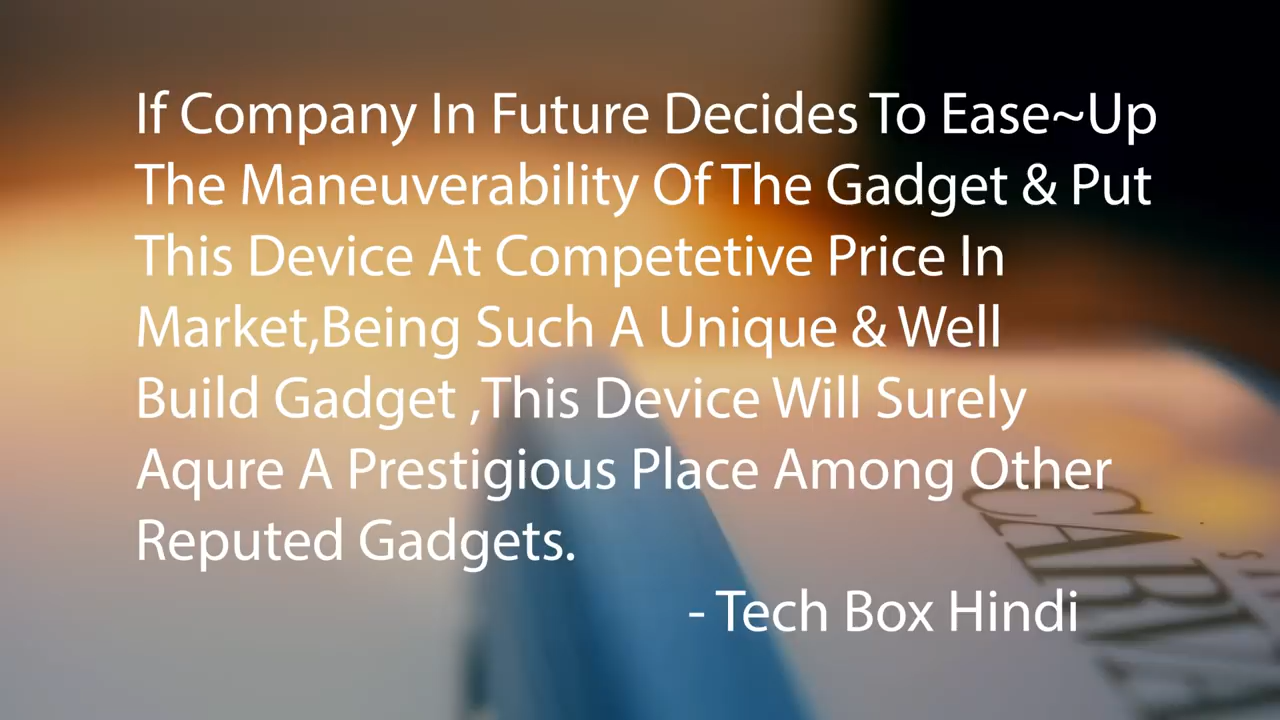 If Company In Future Decides To Ease~Up
The Maneuverability Of The Gadget & Put
This Device At Competetive Price In
Market,Being Such A Unique & Well
Build Gadget ,This Device Will Surely
Aqure A Prestigious Place Among Other
Reputed Gadgets.
- Tech Box Hindi